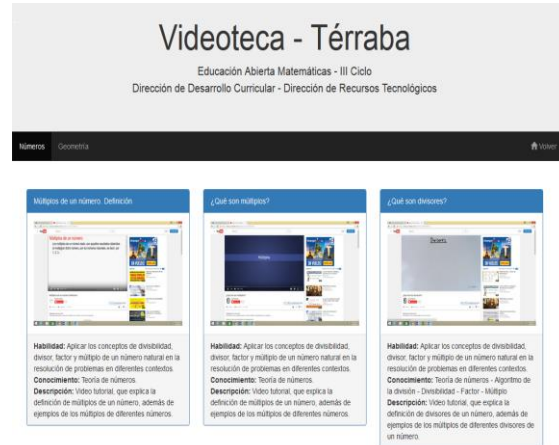 Videoteca - Térraba
Educación Abierta Matemáticas - III Ciclo
Dirección de Desarrollo Curricular - Dirección de Recursos Tecnológicos
Números Geometría Volver
Múltiplos de un número. Definición
Habilidad: Aplicar los conceptos de divisibilidad,
divisor, factor y múltiplo de un número natural en la
resolución de problemas en diferentes contextos.
Conocimiento: Teoría de números.
Descripción: Video tutorial, que explica la
definición de múltiplos de un número, además de
ejemplos de los múltiplos de diferentes números.
¿Qué son múltiplos?
Múltiplos
Habilidad: Aplicar los conceptos de divisibilidad,
divisor, factor y múltiplo de un número natural en la
resolución de problemas en diferentes contextos.
Conocimiento: Teoría de números.
Descripción: Video tutorial, que explica la
definición de múltiplos de un número, además de
ejemplos de los múltiplos de diferentes números.
¿Qué son divisores?
Habilidad: Aplicar los conceptos de divisibilidad,
divisor, factor y múltiplo de un número natural en la
resolución de problemas en diferentes contextos.
Conocimiento: Teoría de números - Algoritmo de
la división - Divisibilidad - Factor - Múltiplo
Descripción: Video tutorial, que explica la
definición de divisores de un número, además de
ejemplos de los múltiplos de diferentes divisores de
un número.